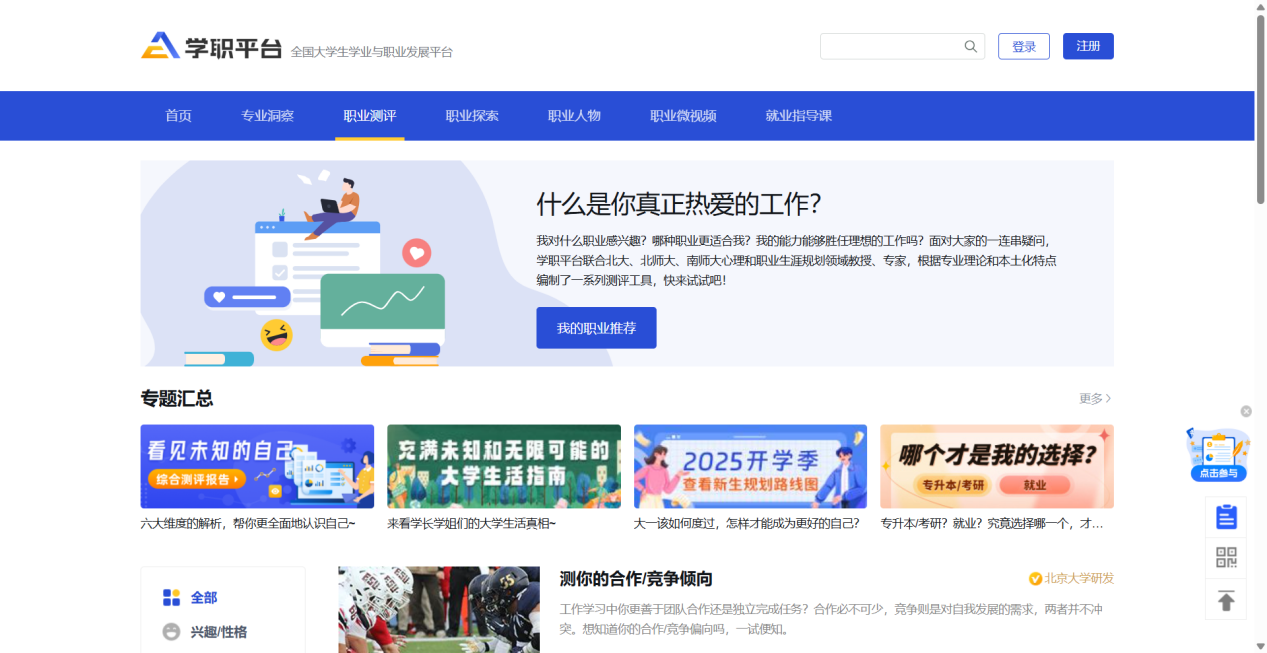 学职平台 全国大学生学业与职业发展平台
登录 注册
首页 专业洞察 职业测评 职业探索 职业人物 职业微视频 就业指导课
什么是你真正热爱的工作?
我对什么职业感兴趣？哪种职业更适合我？我的能力能够胜任理想的工作吗？面对大家的一连串疑问，
学职平台联合北大、北师大、南师大心理和职业生涯规划领域教授、专家，根据专业理论和本土化特点
编制了一系列测评工具，快来试试吧！
我的职业推荐
专题汇总 更多
看见未知的自己
综合测评报告
充满未知和无限可能的
大学生活指南
2025开学季
查看新生规划路线图
哪个才是我的选择?
专升本/考研 就业
六大维度的解析，帮你更全面地认识自己~
来看学长学姐们的大学生活真相~
大一该如何度过，怎样才能成为更好的自己？
专升本/考研？就业？究竟选择哪一个，才...
点击参与
全部
兴趣/性格
测你的合作/竞争倾向 北京大学研发
工作学习中你更善于团队合作还是独立完成任务？合作必不可少，竞争则是对自我发展的需求，两者并不冲
突。想知道你的合作/竞争偏向吗，一试便知。